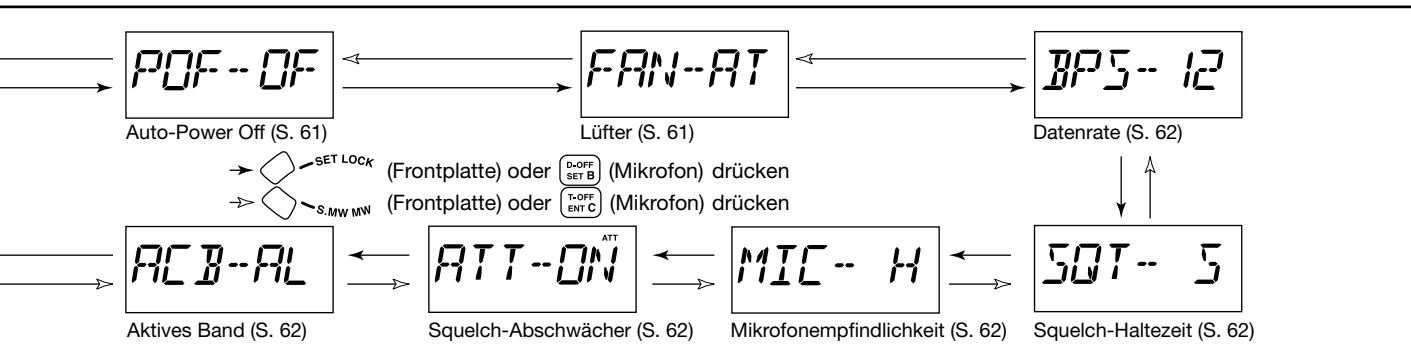 POF-OF
FAN-AT
BPS-12
Auto-Power Off (S. 61)
Lüfter (S. 61)
Datenrate (S. 62)
SET LOCK (Frontplatte) oder D-OFF SET B (Mikrofon) drücken
S.MW MW (Frontplatte) oder T-OFF ENT C (Mikrofon) drücken
ACB-AL
ATT-ON ATT
MIC- H
SQT- S
Aktives Band (S. 62)
Squelch-Abschwächer (S. 62)
Mikrofonempfindlichkeit (S. 62)
Squelch-Haltezeit (S. 62)